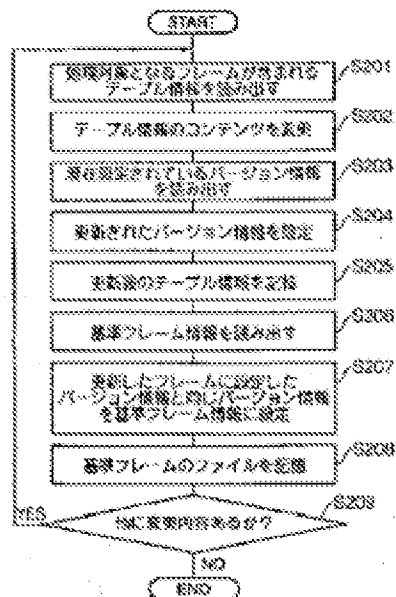 START
処理対象となるフレームが含まれる
テーブル情報を読み出す
S201
テーブル情報のコンテンツを変更
S202
現在設定されているバージョン情報
を読み出す
S203
更新されたバージョン情報を設定
S204
更新後のテーブル情報を記憶
S205
基準フレーム情報を読み出す
S206
更新したフレームに設定した
バージョン情報と同じバージョン情報
を基準フレーム情報に設定
S207
基準フレームのファイルを記憶
S208
他に変更内容あるか?
S209
YES
NO
END